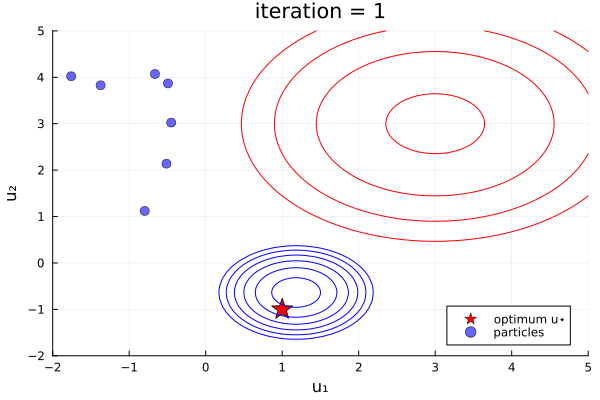 iteration = 1
5
4
3
2
1
0
−1
−2
u₂
optimum u⋆
particles
−2 −1 0 1 2 3 4 5
u₁